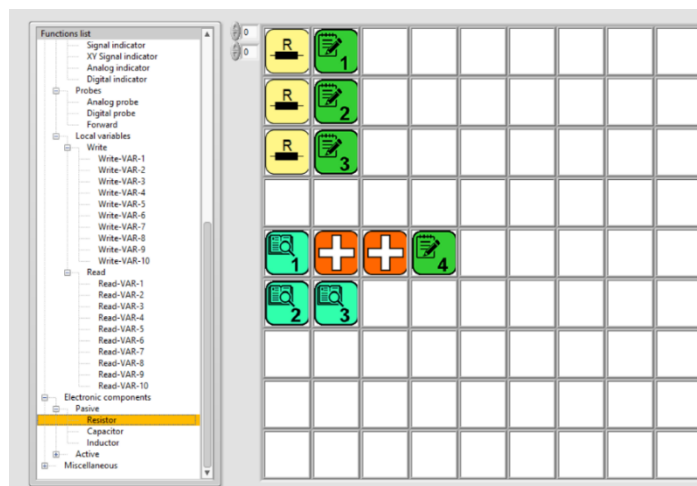 Functions list
Signal indicator
XY Signal indicator
Analog indicator
Digital indicator
Probes
Analog probe
Digital probe
Forward
Local variables
Write
Write-VAR-1
Write-VAR-2
Write-VAR-3
Write-VAR-4
Write-VAR-5
Write-VAR-6
Write-VAR-7
Write-VAR-8
Write-VAR-9
Write-VAR-10
Read
Read-VAR-1
Read-VAR-2
Read-VAR-3
Read-VAR-4
Read-VAR-5
Read-VAR-6
Read-VAR-7
Read-VAR-8
Read-VAR-9
Read-VAR-10
Electronic components
Pasive
Resistor
Capacitor
Inductor
Active
Miscellaneous
0
0
R 1
R 2
R 3
1 4
2 3